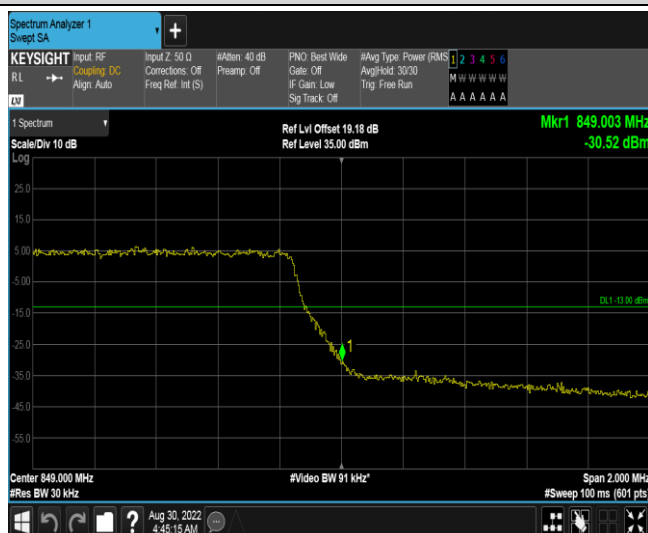 Spectrum Analyzer 1
Swept SA
+
KEYSIGHT
RL
Input: RF
Coupling: DC
Align: Auto
Input Z: 50 Ω
Corrections: Off
Freq Ref: Int (S)
#Atten: 40 dB
Preamp: Off
PNO: Best Wide
Gate: Off
IF Gain: Low
Sig Track: Off
#Avg Type: Power (RMS
Avg|Hold: 30/30
Trig: Free Run
1 2 3 4 5 6
M W W W W W
A A A A A A
LXI
1 Spectrum
Scale/Div 10 dB
Log
Ref Lvl Offset 19.18 dB
Ref Level 35.00 dBm
Mkr1 849.003 MHz
-30.52 dBm
25.0
15.0
5.00
-5.00
-15.0
-25.0
-35.0
-45.0
-55.0
DL1 -13.00 dBm
1
Center 849.000 MHz
#Res BW 30 kHz
#Video BW 91 kHz*
Span 2.000 MHz
#Sweep 100 ms (601 pts)
?
Aug 30, 2022
4:45:15 AM